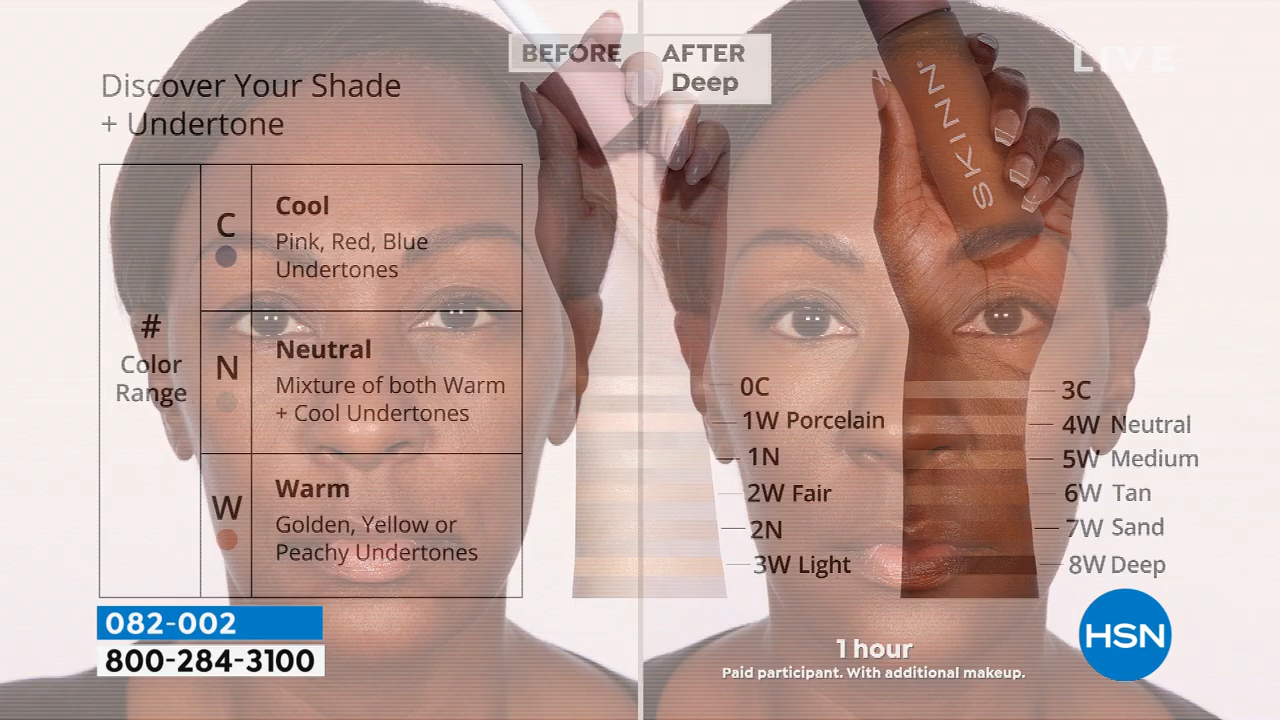 BEFORE
AFTER
Deep
LIVE
Discover Your Shade
+ Undertone
#
Color
Range
C
Cool
Pink, Red, Blue
Undertones
N
Neutral
Mixture of both Warm
+ Cool Undertones
W
Warm
Golden, Yellow or
Peachy Undertones
SKINN
0C
1W Porcelain
1N
2W Fair
2N
3W Light
3C
4W Neutral
5W Medium
6W Tan
7W Sand
8W Deep
082-002
800-284-3100
1 hour
Paid participant. With additional makeup.
HSN